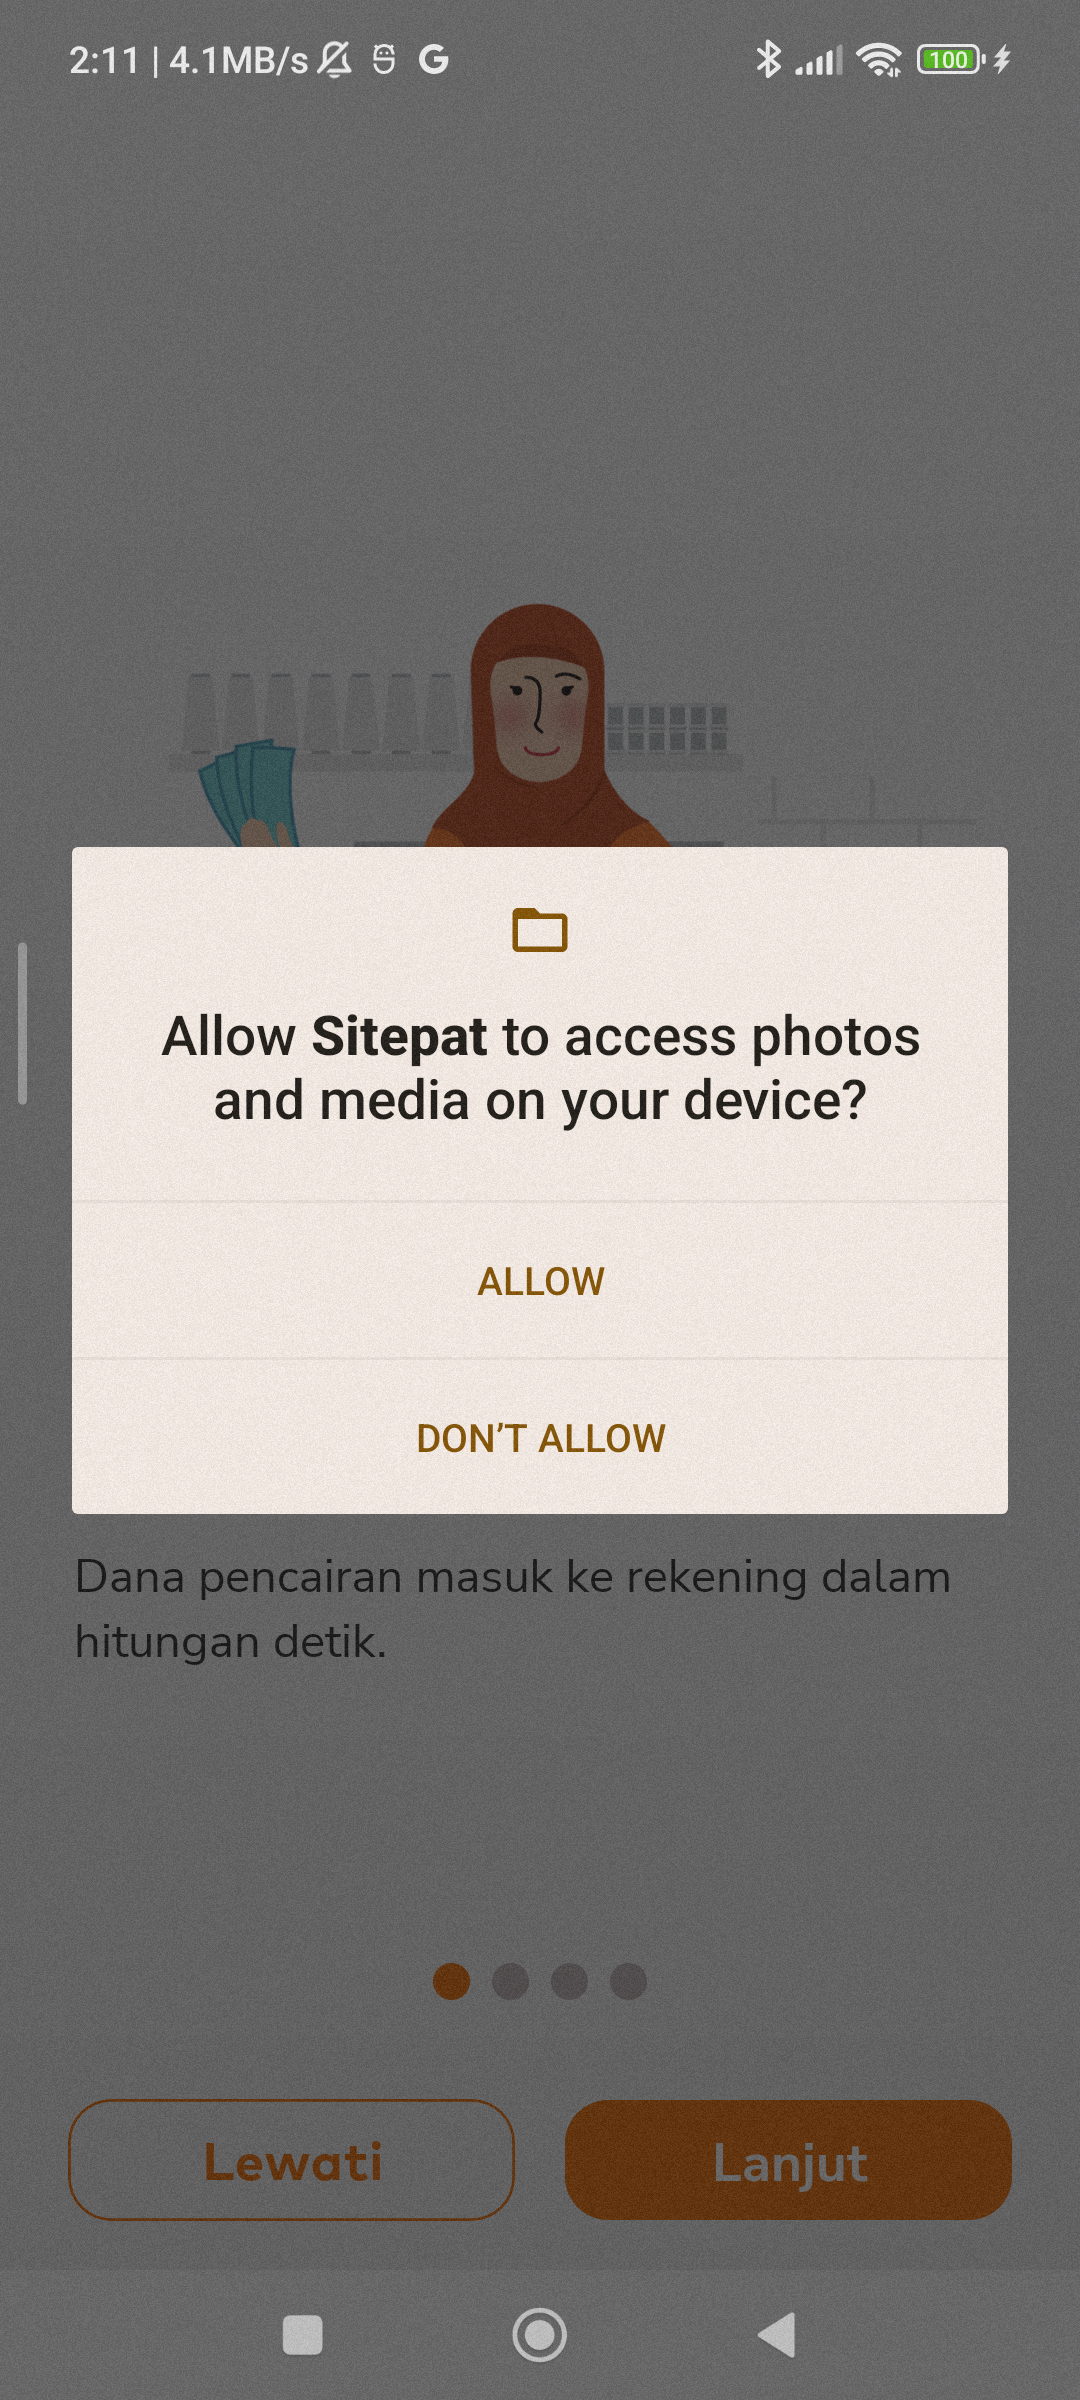 2:11 | 4.1MB/s
100
Allow Sitepat to access photos
and media on your device?
ALLOW
DON’T ALLOW
Dana pencairan masuk ke rekening dalam
hitungan detik.
Lewati
Lanjut